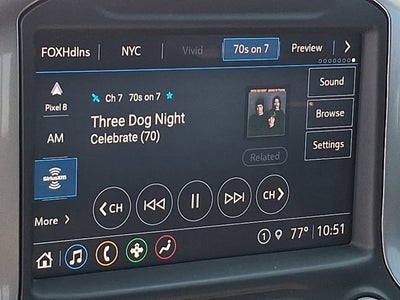 FOXHdlns NYC Vivid 70s on 7 Preview
Sound
Pixel 8
Ch 7 70s on 7
Three Dog Night
Celebrate (70)
Browse
AM
Settings
Related
SiriusXM
More
CH
CH
1 77° 10:51